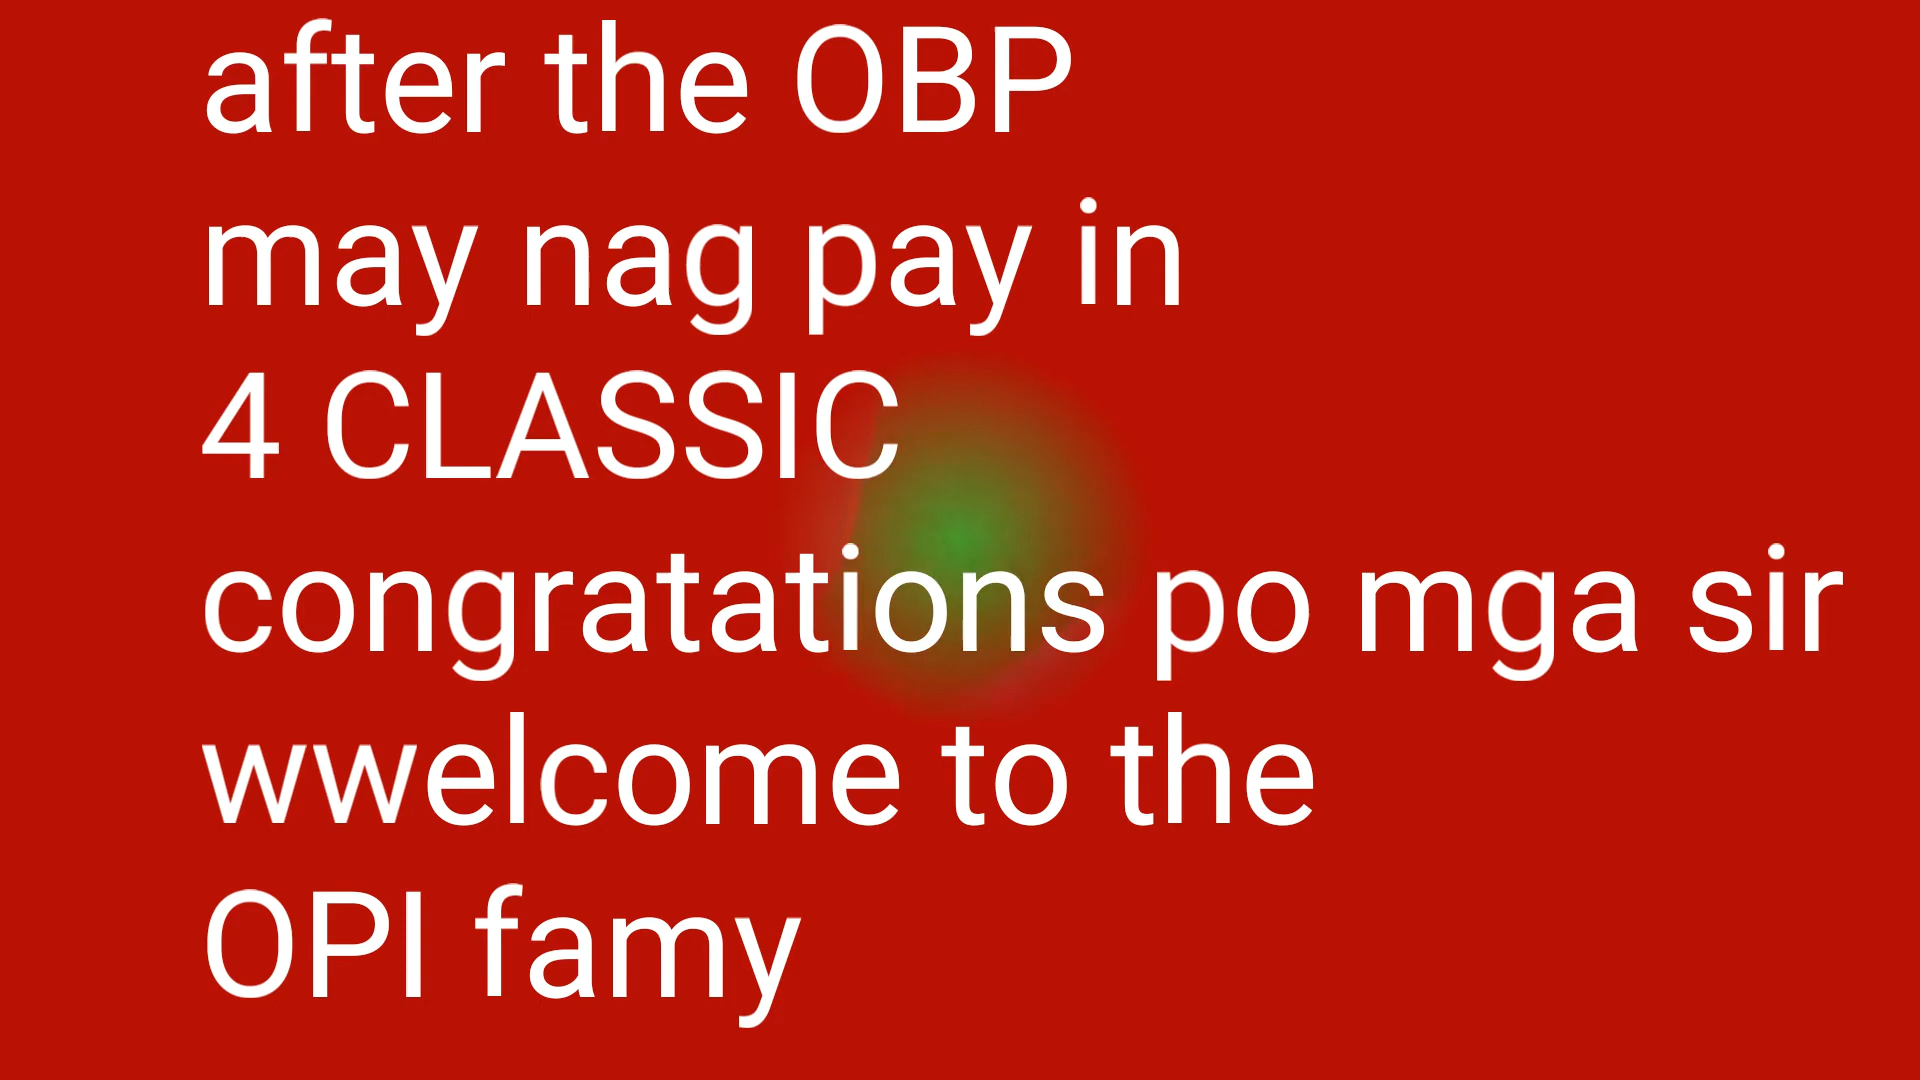 after the OBP
may nag pay in
4 CLASSIC
congratations po mga sir
wwelcome to the
OPI famy